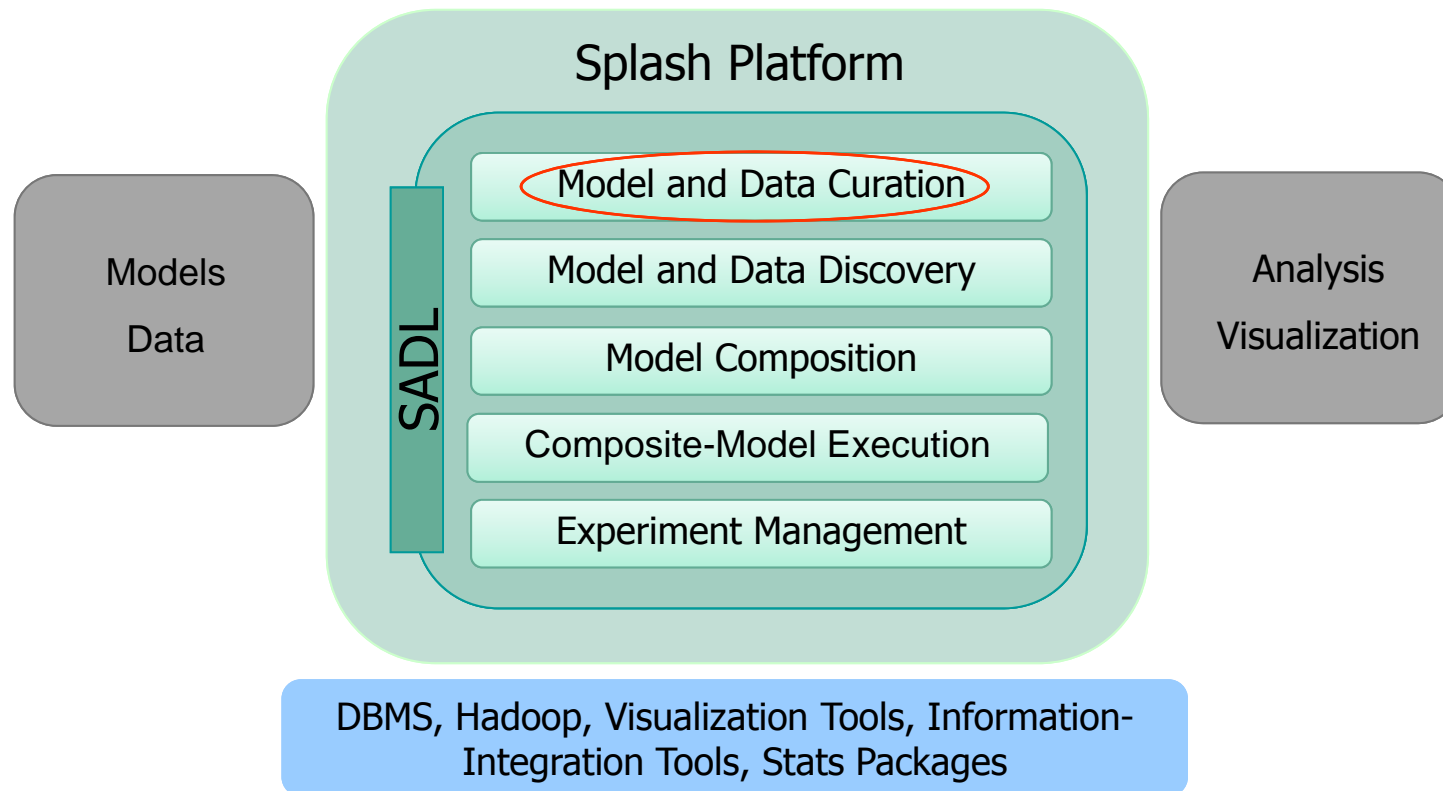 Splash Platform
Models
Data
SADL
Model and Data Curation
Model and Data Discovery
Model Composition
Composite-Model Execution
Experiment Management
Analysis
Visualization
DBMS, Hadoop, Visualization Tools, Information-
Integration Tools, Stats Packages